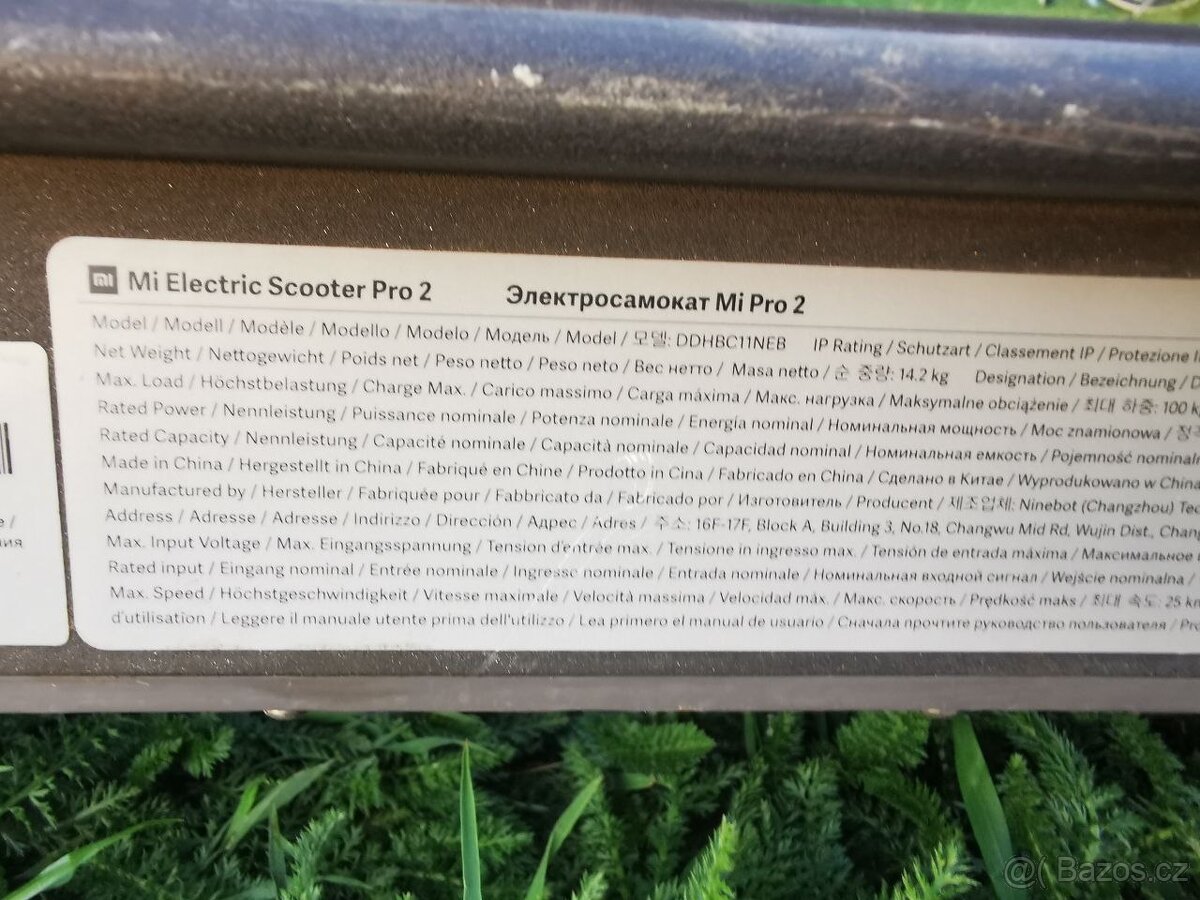 mi Mi Electric Scooter Pro 2 Электросамокат Mi Pro 2
Model / Modell / Modèle / Modello / Modelo / Модель / Model / 모델: DDHBC11NEB IP Rating / Schutzart / Classement IP / Protezione
Net Weight / Nettogewicht / Poids net / Peso netto / Peso neto / Вес нетто / Masa netto / 순 중량: 14.2 kg Designation / Bezeichnung /
Max. Load / Höchstbelastung / Charge Max. / Carico massimo / Carga máxima / Макс. нагрузка / Maksymalne obciążenie / 최대 하중: 100
Rated Power / Nennleistung / Puissance nominale / Potenza nominale / Energía nominal / Номинальная мощность / Moc znamionowa /
Rated Capacity / Nennleistung / Capacité nominale / Capacità nominale / Capacidad nominal / Номинальная емкость / Pojemność
Made in China / Hergestellt in China / Fabriqué en Chine / Prodotto in Cina / Fabricado en China / Сделано в Китае / Wyprodukowano w China
Manufactured by / Hersteller / Fabriquée pour / Fabbricato da / Fabricado por / Изготовитель / Producent / 제조업체: Ninebot (Changzhou)
Address / Adresse / Adresse / Indirizzo / Dirección / Адрес / Adres / 주소: 16F-17F, Block A, Building 3, No.18, Changwu Mid Rd, Wujin Dist.,
Max. Input Voltage / Max. Eingangsspannung / Tension d'entrée max. / Tensione in ingresso max. / Tensión de entrada máxima / Максимальное
Rated input / Eingang nominal / Entrée nominale / Ingresso nominale / Entrada nominale / Номинальная входной сигнал / Wejście nominalna /
Max. Speed / Höchstgeschwindigkeit / Vitesse maximale / Velocità massima / Velocidad máx. / Макс. скорость / Prędkość maks / 최대 속도: 25
d'utilisation / Leggere il manuale utente prima dell'utilizzo / Lea primero el manual de usuario / Сначала прочтите руководство пользователя /
@( Bazos.cz